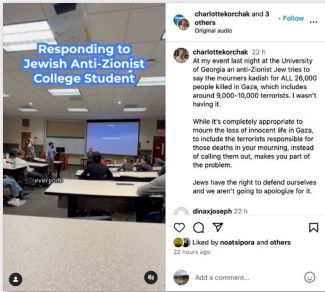 Responding to
Jewish Anti-Zionist
College Student
everyone
charlottekorchak and 3
others
• Follow
...
Original audio
charlottekorchak 22 h
At my event last night at the University
of Georgia an anti-Zionist Jew tries to
say the mourners kadish for ALL 26,000
people killed in Gaza, which includes
around 9,000-10,000 terrorists. I wasn't
having it.
While it's completely appropriate to
mourn the loss of innocent life in Gaza,
to include the terrorists responsible for
those deaths in your mourning, instead
of calling them out, makes you part of
the problem.
Jews have the right to defend ourselves
and we aren't going to apologize for it.
dinaxjoseph 22 h
Liked by noatsipora and others
22 hours ago
Add a comment...